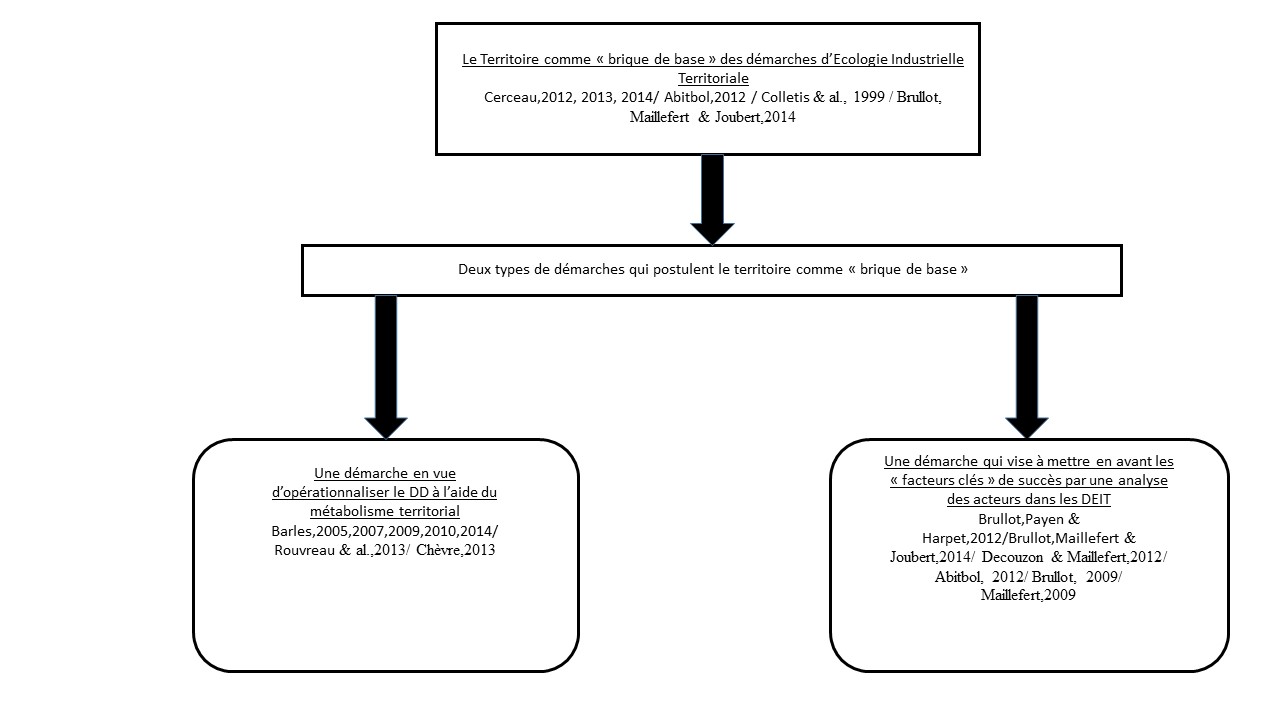 Le Territoire comme « brique de base » des démarches d’Ecologie Industrielle
Territoriale
Cerceau,2012, 2013, 2014/ Abitbol,2012 / Colletis & al., 1999 / Brullot,
Maillefert & Joubert,2014
Deux types de démarches qui postulent le territoire comme « brique de base »
Une démarche en vue
d’opérationnaliser le DD à l’aide du
métabolisme territorial
Barles,2005,2007,2009,2010,2014/
Rouvreau & al.,2013/ Chèvre,2013
Une démarche qui vise à mettre en avant les
« facteurs clés » de succès par une analyse
des acteurs dans les DEIT
Brullot,Payen &
Harpet,2012/Brullot,Maillefert &
Joubert,2014/ Decouzon & Maillefert,2012/
Abitbol, 2012/ Brullot, 2009/
Maillefert,2009